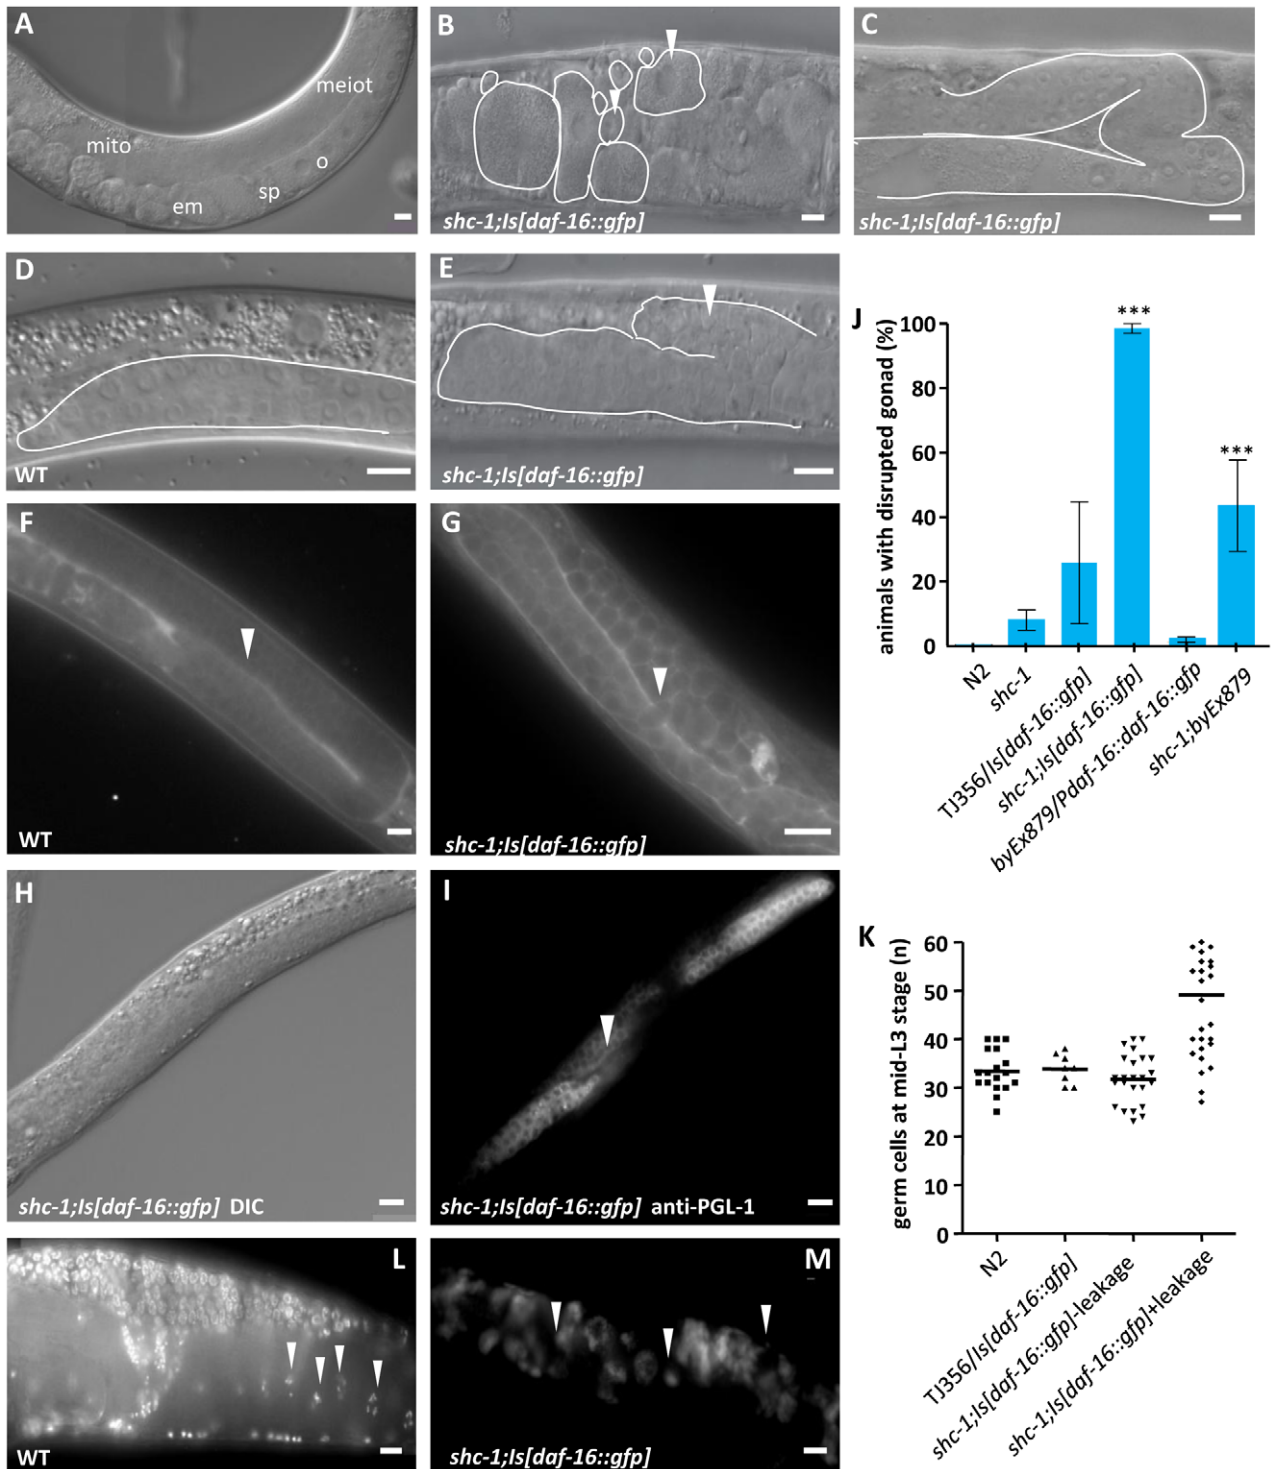 A
meiot
mito
o
sp
em
B
shc-1;Is[daf-16::gfp]
C
shc-1;Is[daf-16::gfp]
D
WT
E
shc-1;Is[daf-16::gfp]
F
WT
G
shc-1;Is[daf-16::gfp]
H
shc-1;Is[daf-16::gfp] DIC
I
shc-1;Is[daf-16::gfp] anti-PGL-1
J
animals with disrupted gonad (%)
100
80
60
40
20
0
***
***
N2
shc-1
TJ356/Is[daf-16::gfp]
shc-1;Is[daf-16::gfp]
byEx879/Pdaf-16::daf-16::gfp
shc-1;byEx879
K
germ cells at mid-L3 stage (n)
60
50
40
30
20
10
0
N2
TJ356/Is[daf-16::gfp]
shc-1;Is[daf-16::gfp]-leakage
shc-1;Is[daf-16::gfp]+leakage
L
WT
M
shc-1;Is[daf-16::gfp]